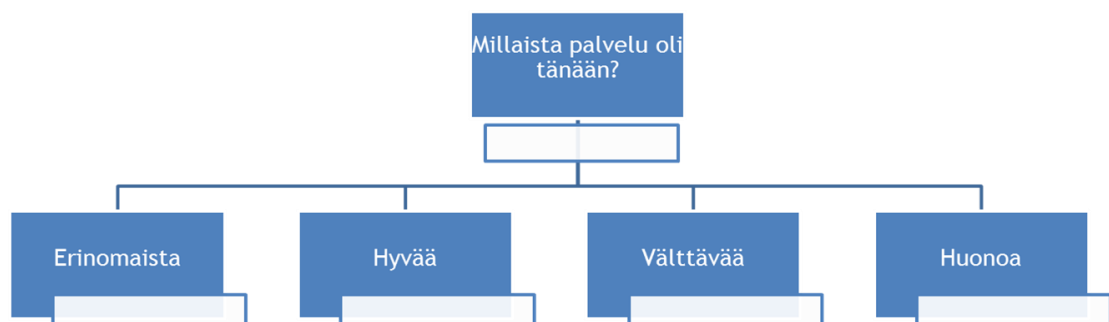 Millaista palvelu oli
tänään?
Erinomaista
Hyvää
Välttävää
Huonoa